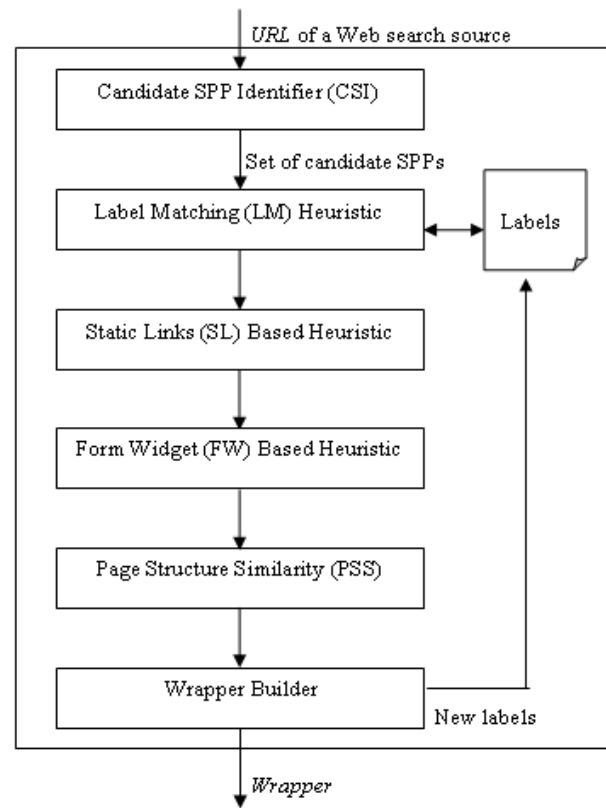 URL of a Web search source
Candidate SPP Identifier (CSI)
Set of candidate SPPs
Label Matching (LM) Heuristic
Labels
Static Links (SL) Based Heuristic
Form Widget (FW) Based Heuristic
Page Structure Similarity (PSS)
Wrapper Builder
New labels
Wrapper